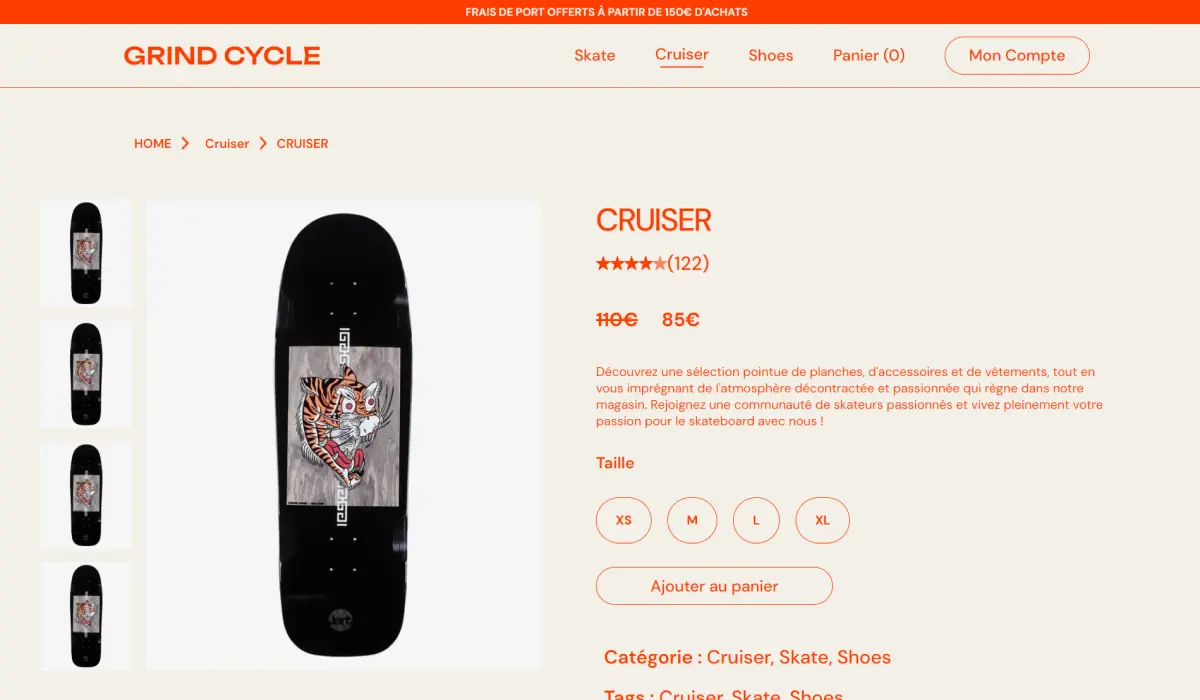 FRAIS DE PORT OFFERTS À PARTIR DE 150€ D'ACHATS
GRIND CYCLE
Skate
Cruiser
Shoes
Panier (0)
Mon Compte
HOME
Cruiser
CRUISER
CRUISER
(122)
110€ 85€
Découvrez une sélection pointue de planches, d'accessoires et de vêtements, tout en
vous imprégnant de l'atmosphère décontractée et passionnée qui règne dans notre
magasin. Rejoignez une communauté de skateurs passionnés et vivez pleinement votre
passion pour le skateboard avec nous !
Taille
XS
M
L
XL
Ajouter au panier
Catégorie : Cruiser, Skate, Shoes
Tags : Cruiser, Skate, Shoes